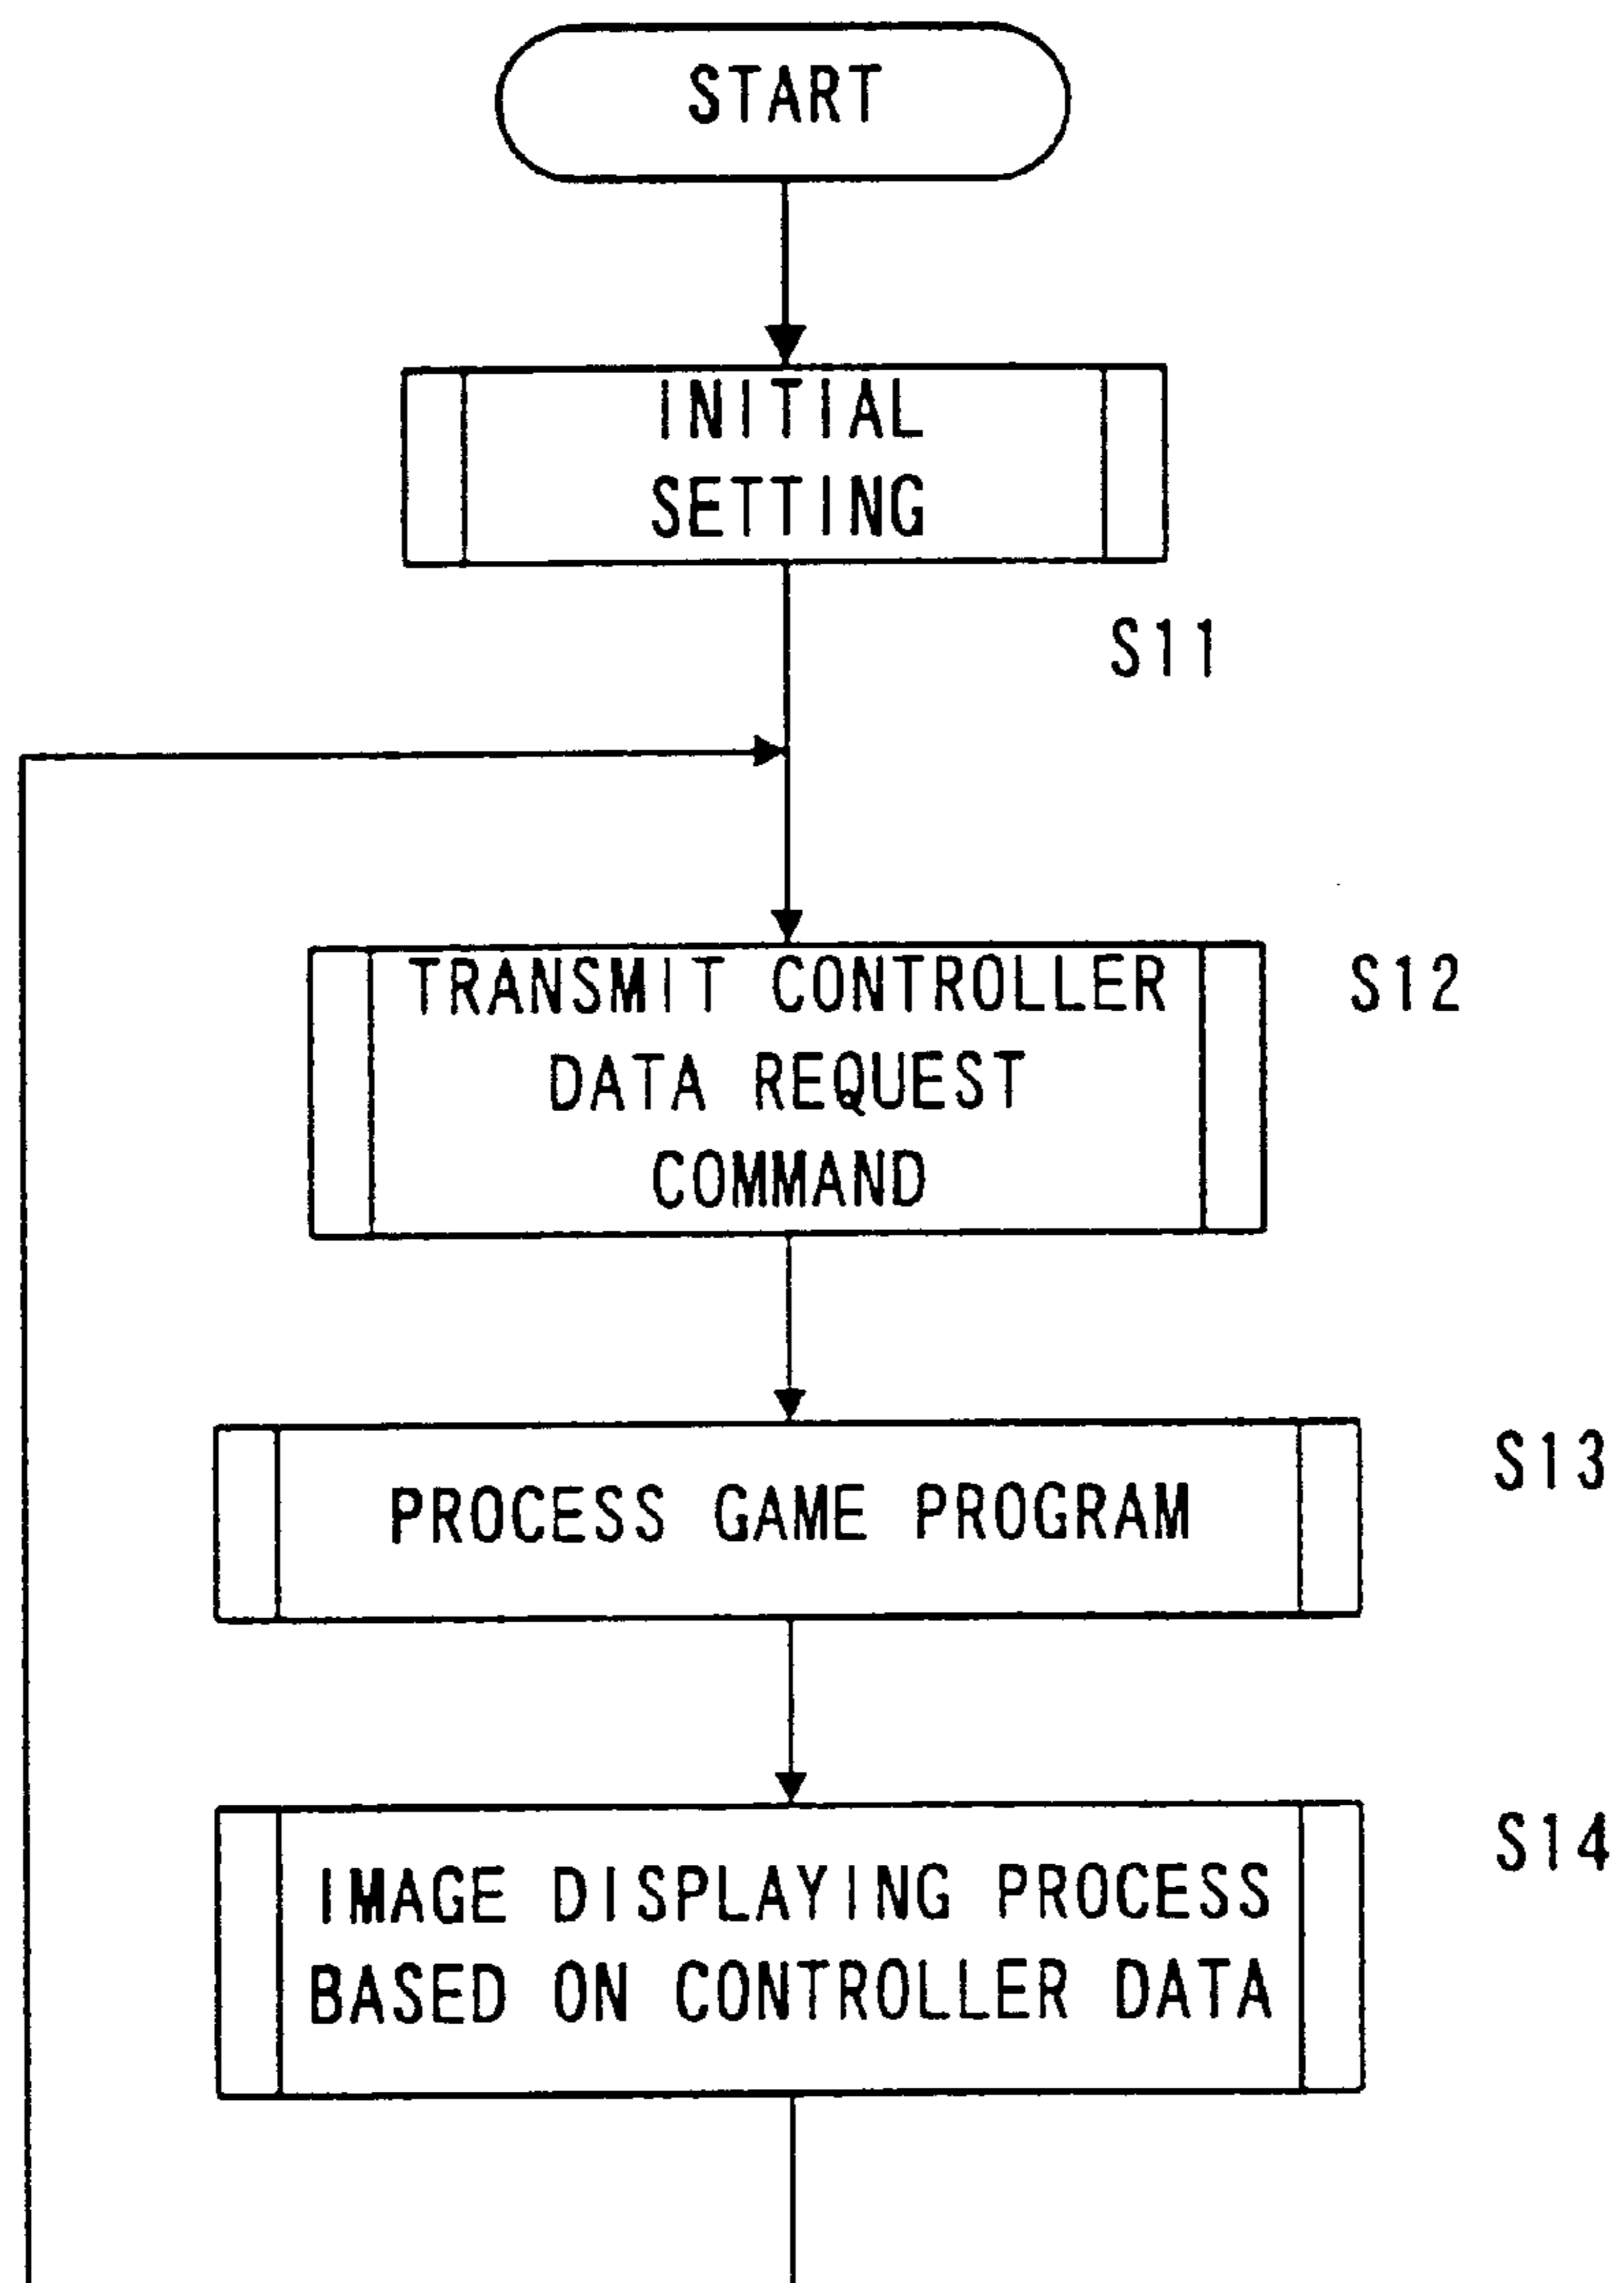 START
INITIAL
SETTING
S11
TRANSMIT CONTROLLER
DATA REQUEST
COMMAND
S12
PROCESS GAME PROGRAM
S13
IMAGE DISPLAYING PROCESS
BASED ON CONTROLLER DATA
S14